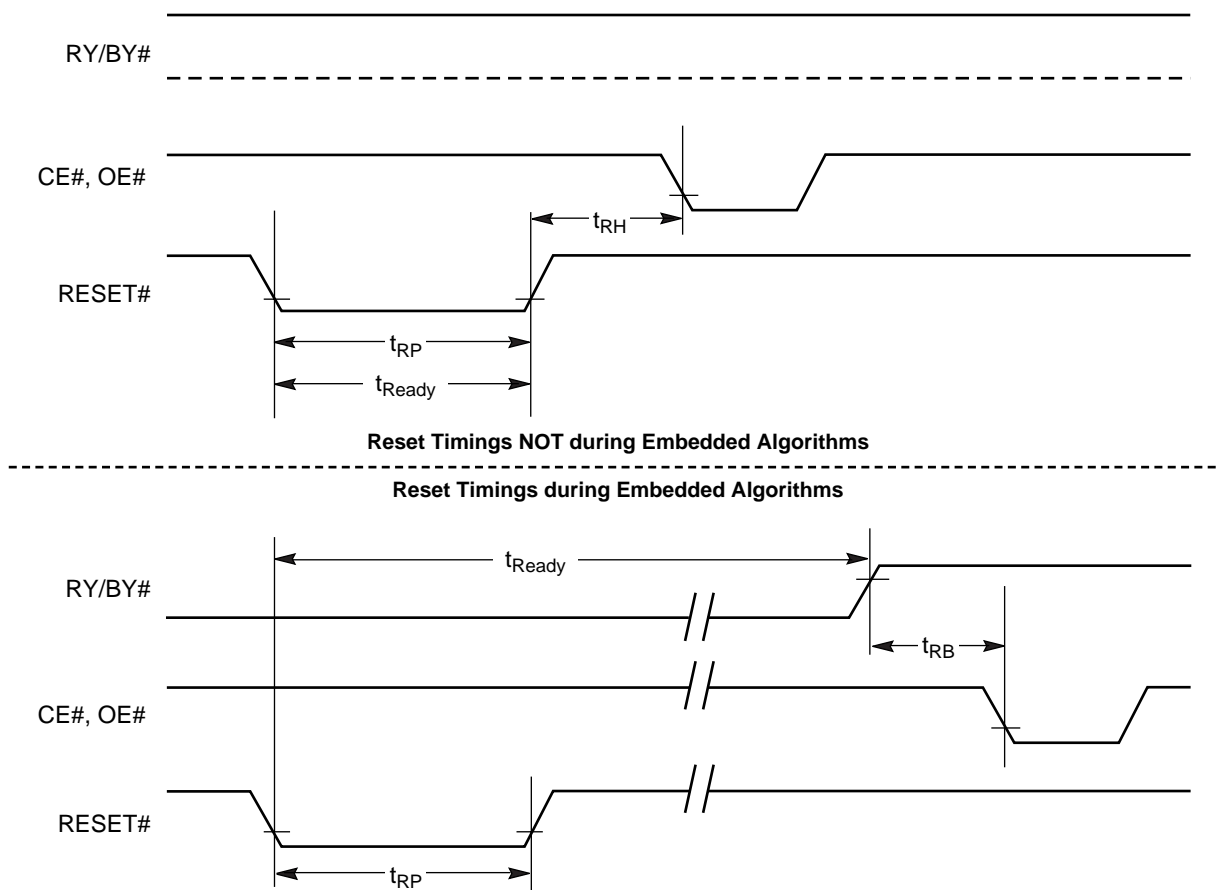 RY/BY#
CE#, OE#
tRH
RESET#
tRP
tReady
Reset Timings NOT during Embedded Algorithms
Reset Timings during Embedded Algorithms
tReady
RY/BY#
tRB
CE#, OE#
RESET#
tRP